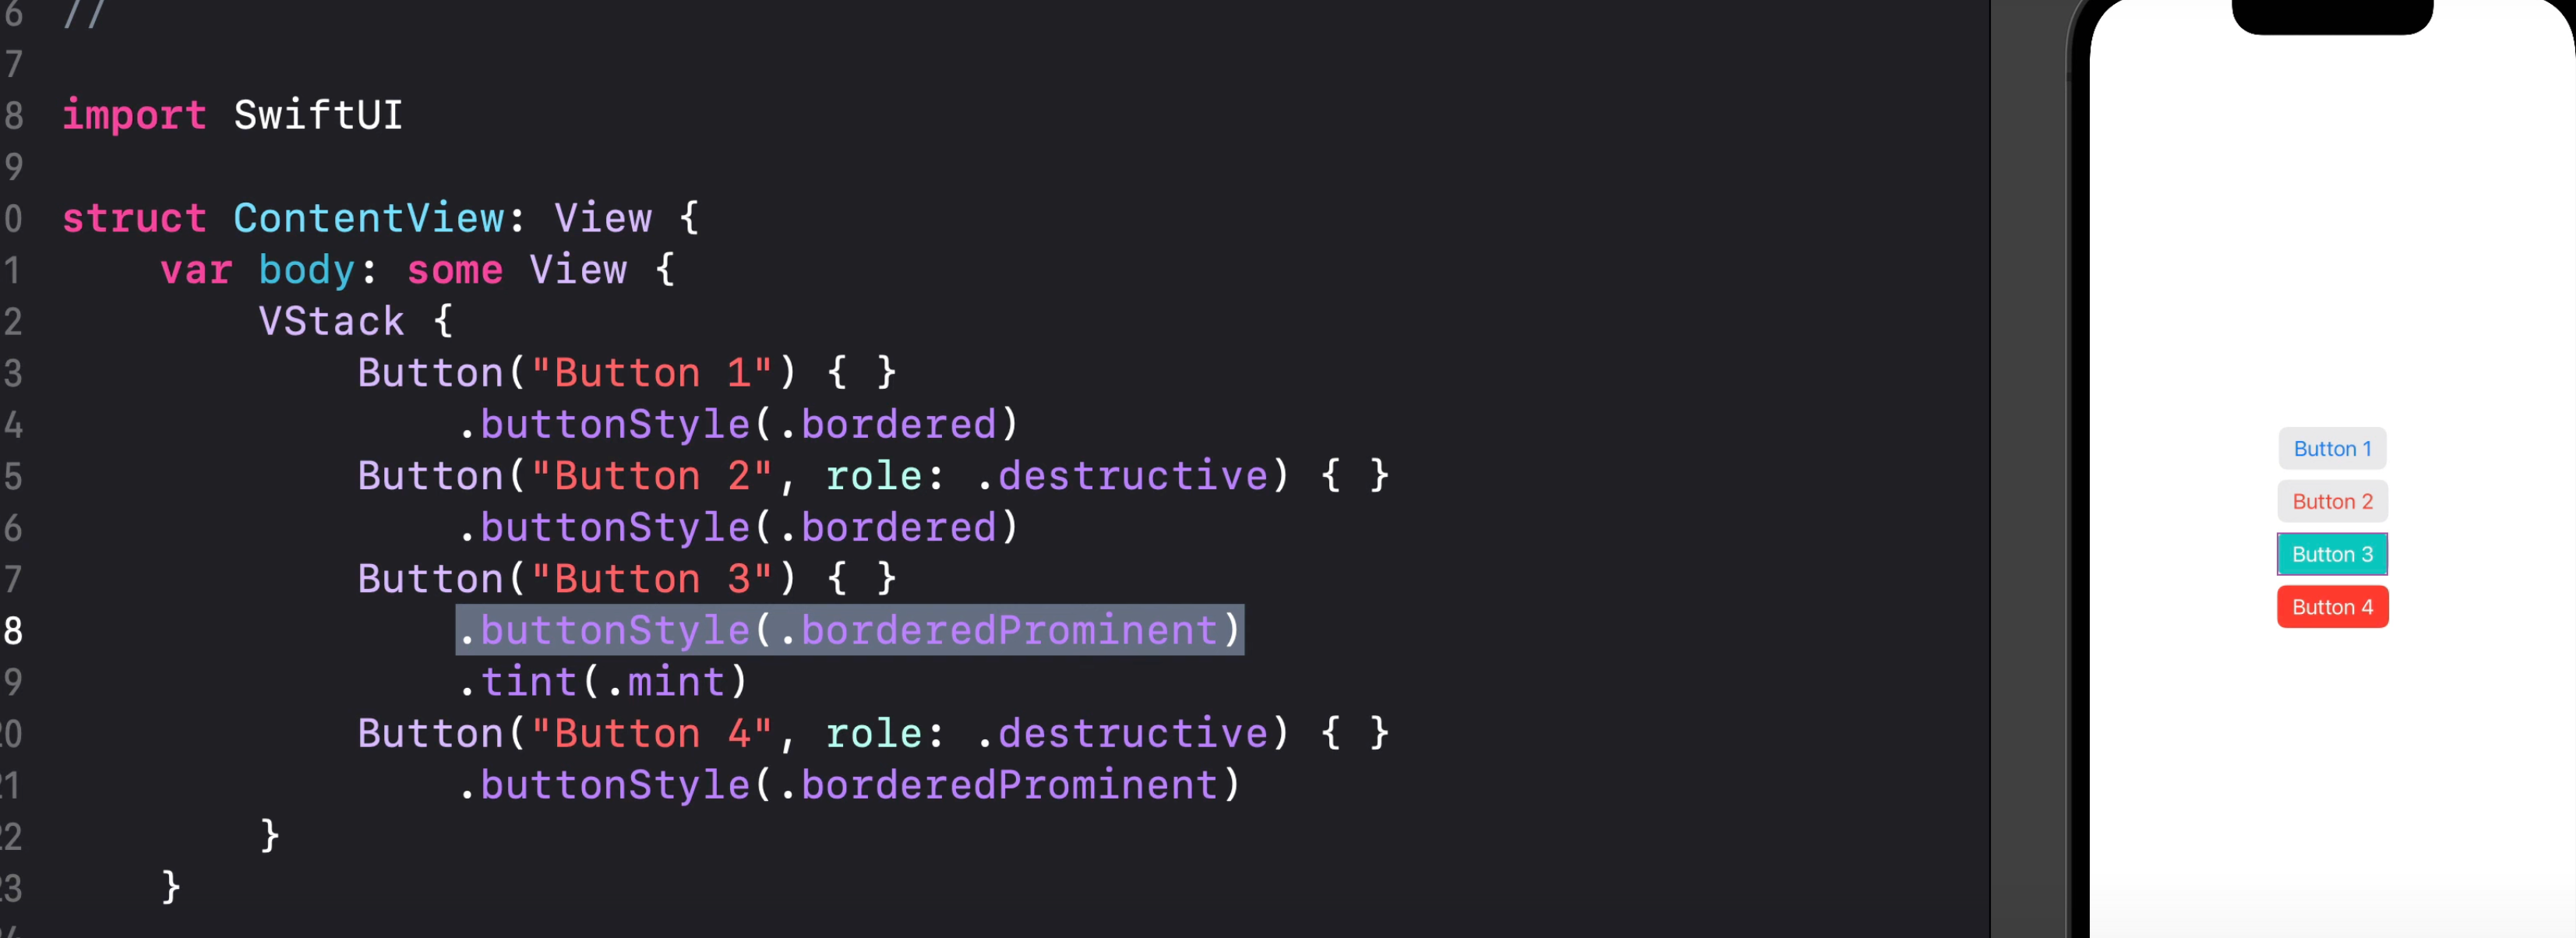 6 //
7
8 import SwiftUI
9
0 struct ContentView: View {
1 var body: some View {
2 VStack {
3 Button("Button 1") { }
4 .buttonStyle(.bordered)
5 Button("Button 2", role: .destructive) { }
6 .buttonStyle(.bordered)
7 Button("Button 3") { }
8 .buttonStyle(.borderedProminent)
9 .tint(.mint)
20 Button("Button 4", role: .destructive) { }
21 .buttonStyle(.borderedProminent)
22 }
23 }
Button 1
Button 2
Button 3
Button 4